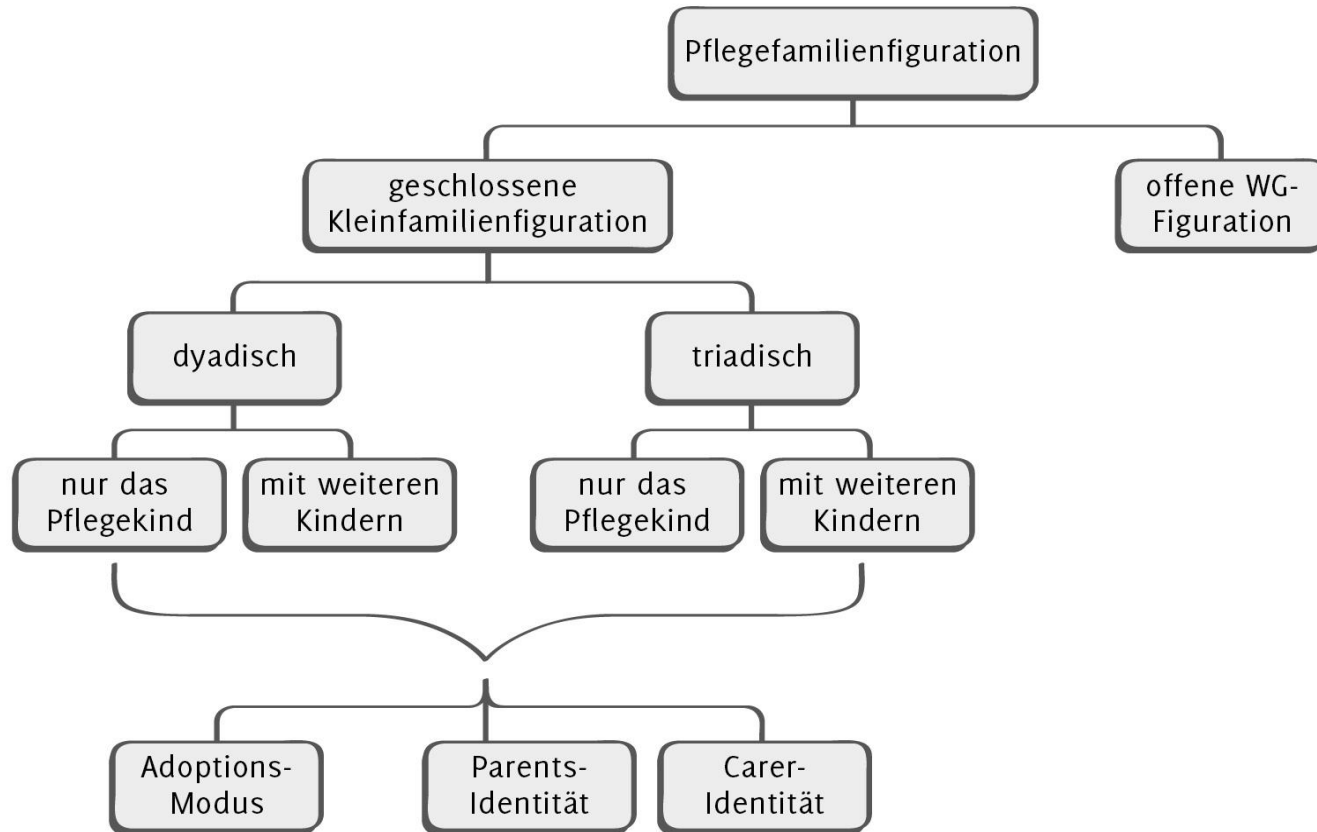 Pflegefamilienfiguration
geschlossene
Kleinfamilienfiguration
offene WG-
Figuration
dyadisch
triadisch
nur das
Pflegekind
mit weiteren
Kindern
nur das
Pflegekind
mit weiteren
Kindern
Adoptions-
Modus
Parents-
Identität
Carer-
Identität